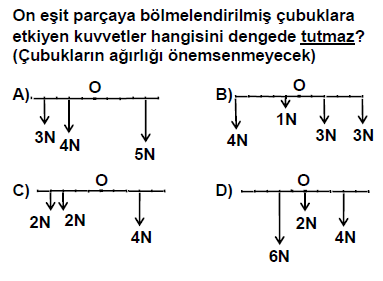 On eşit parçaya bölmelendirilmiş çubuklara
etkiyen kuvvetler hangisini dengede tutmaz?
(Çubukların ağırlığı önemsenmeyecek)
A). O
3N 4N 5N
B) O
4N 1N 3N 3N
C) O
2N 2N 4N
D) O
6N 2N 4N